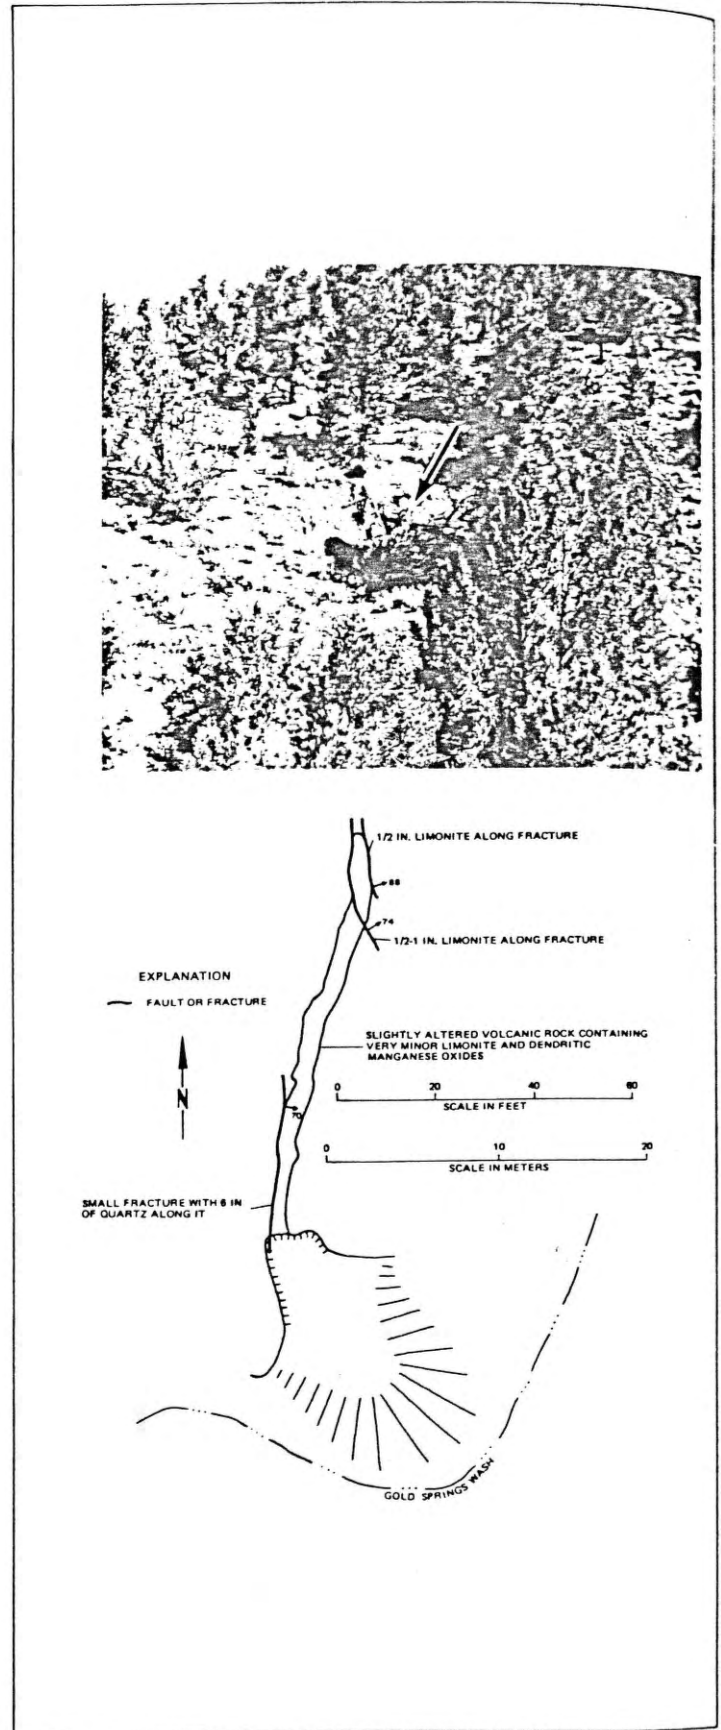 1/2 IN. LIMONITE ALONG FRACTURE
88
74
1/2-1 IN. LIMONITE ALONG FRACTURE
EXPLANATION
FAULT OR FRACTURE
SLIGHTLY ALTERED VOLCANIC ROCK CONTAINING
VERY MINOR LIMONITE AND DENDRITIC
MANGANESE OXIDES
N
0 20 40 60
SCALE IN FEET
70
0 10 20
SCALE IN METERS
SMALL FRACTURE WITH 6 IN
OF QUARTZ ALONG IT
GOLD SPRINGS WASH